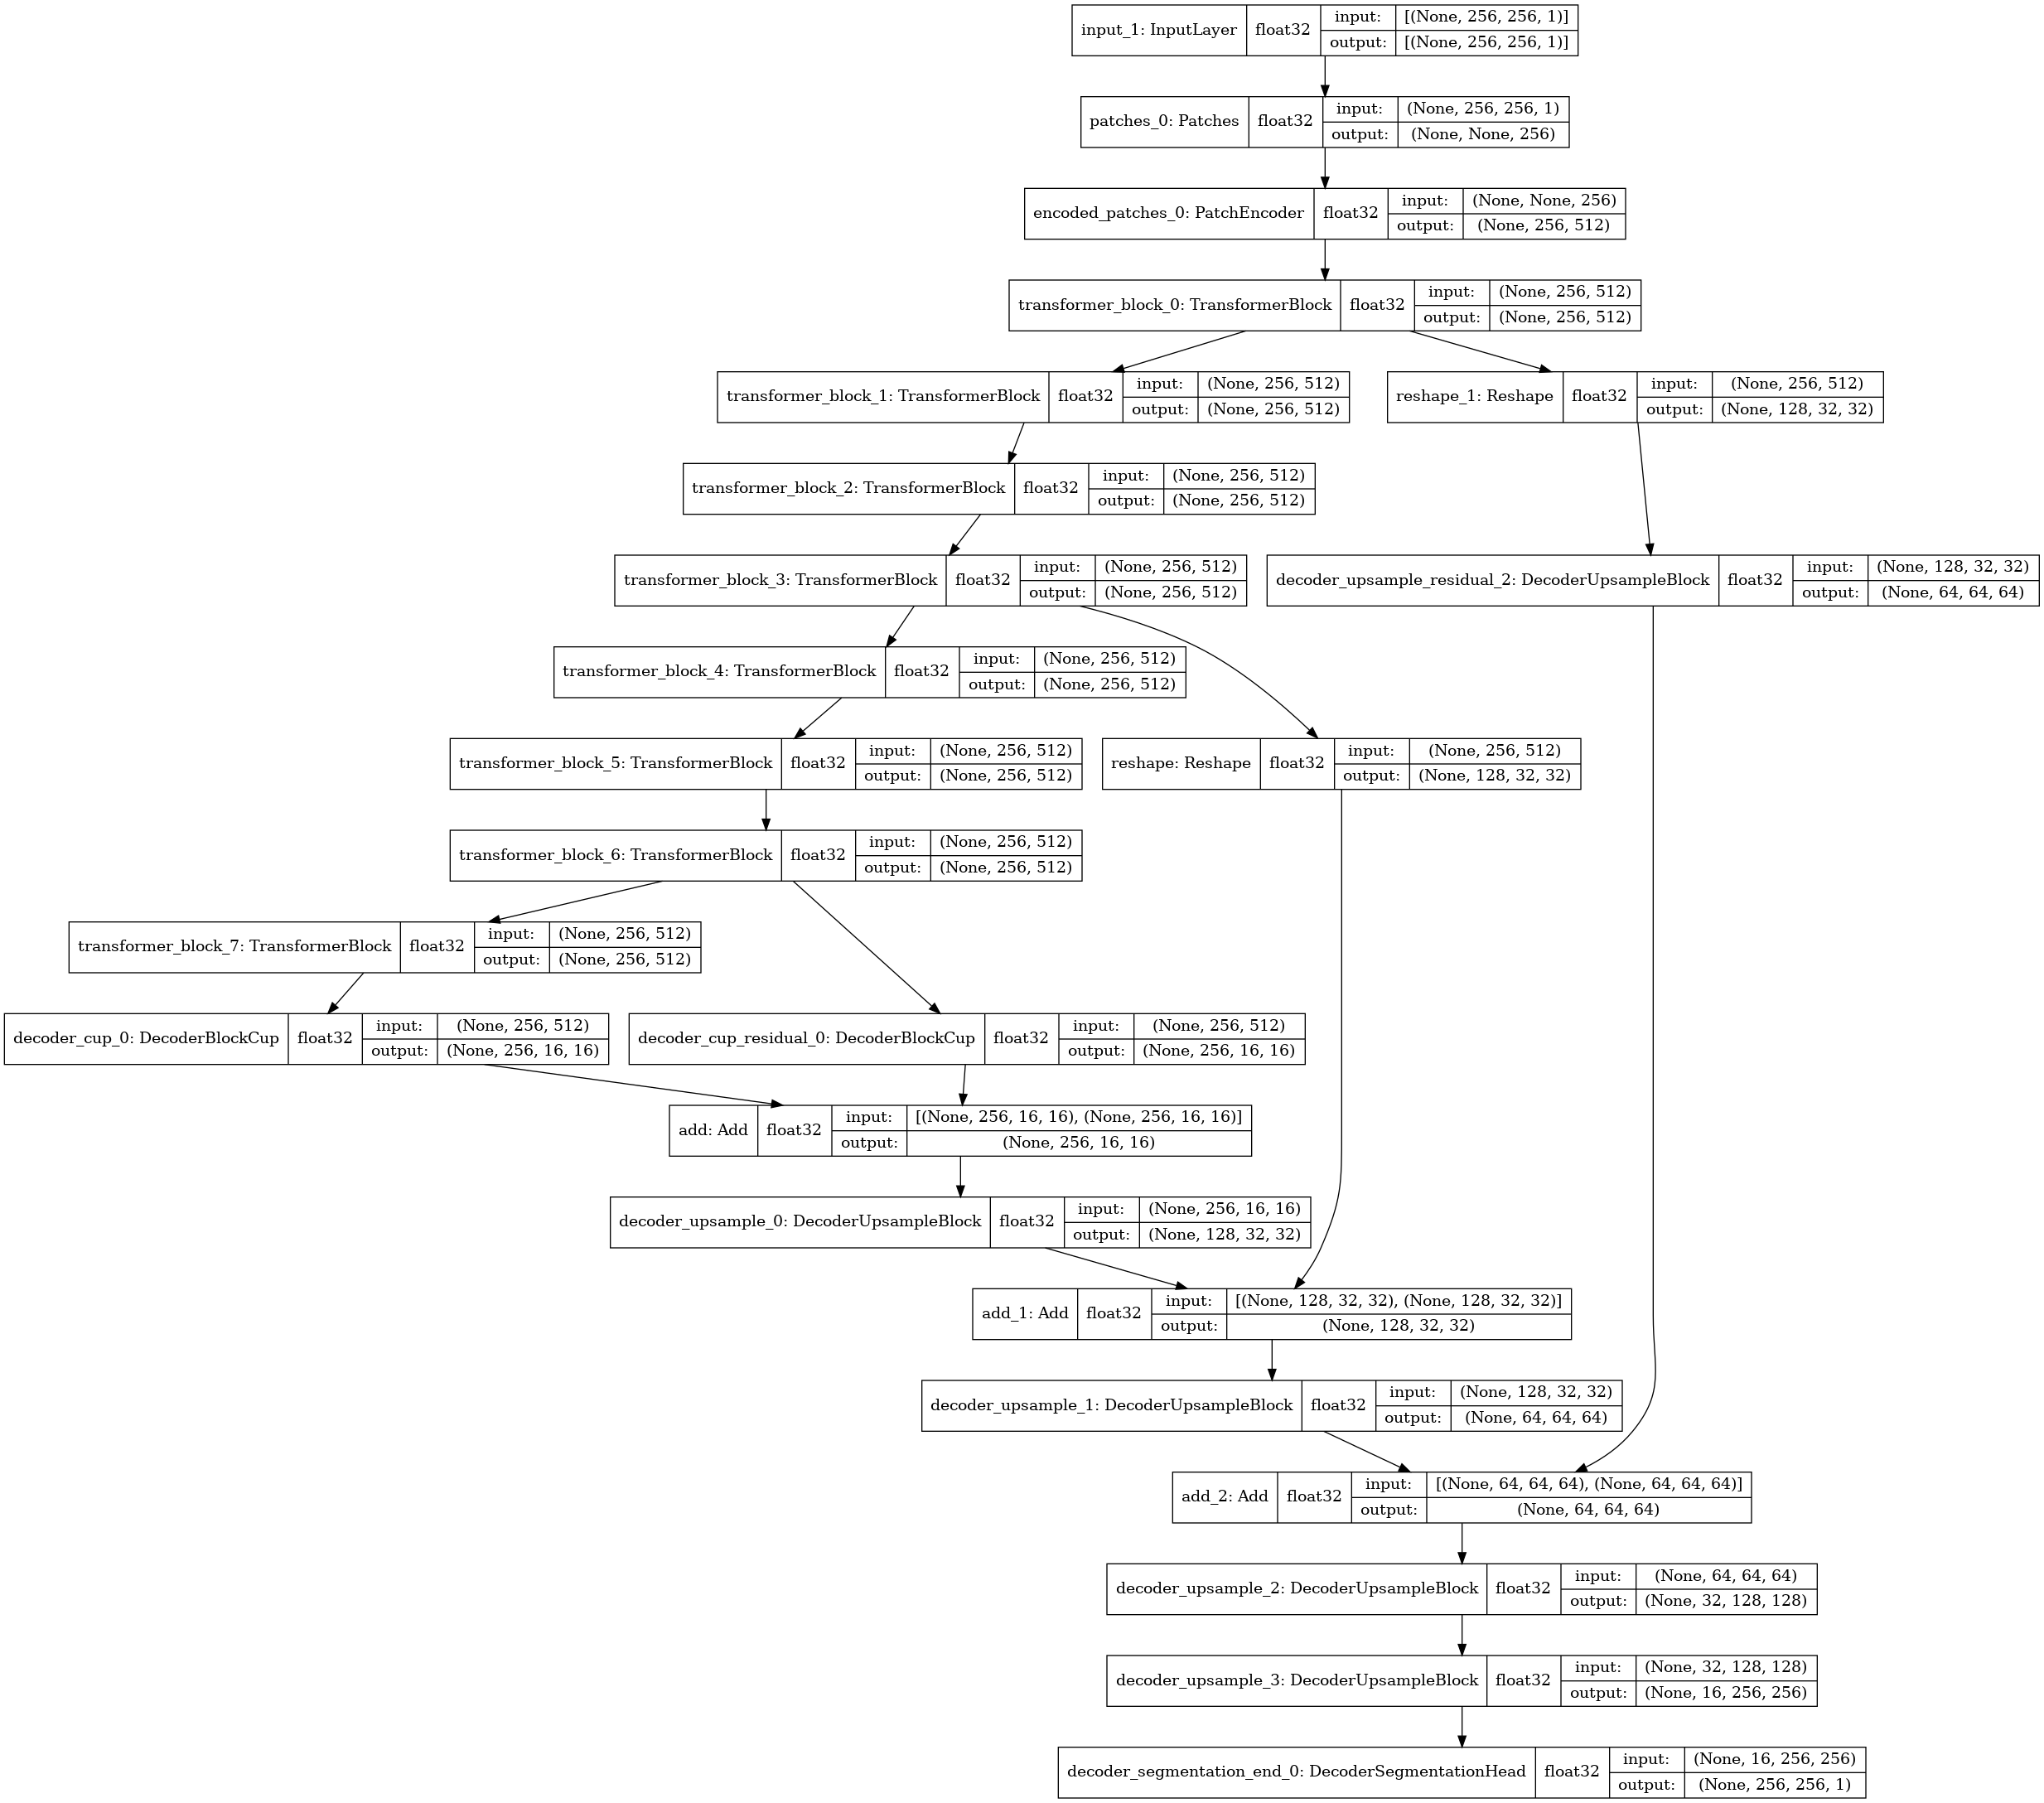 input_1: InputLayer float32 input: [(None, 256, 256, 1)]
output: [(None, 256, 256, 1)]
patches_0: Patches float32 input: (None, 256, 256, 1)
output: (None, None, 256)
encoded_patches_0: PatchEncoder float32 input: (None, None, 256)
output: (None, 256, 512)
transformer_block_0: TransformerBlock float32 input: (None, 256, 512)
output: (None, 256, 512)
transformer_block_1: TransformerBlock float32 input: (None, 256, 512)
output: (None, 256, 512)
reshape_1: Reshape float32 input: (None, 256, 512)
output: (None, 128, 32, 32)
transformer_block_2: TransformerBlock float32 input: (None, 256, 512)
output: (None, 256, 512)
transformer_block_3: TransformerBlock float32 input: (None, 256, 512)
output: (None, 256, 512)
decoder_upsample_residual_2: DecoderUpsampleBlock float32 input: (None, 128, 32, 32)
output: (None, 64, 64, 64)
transformer_block_4: TransformerBlock float32 input: (None, 256, 512)
output: (None, 256, 512)
transformer_block_5: TransformerBlock float32 input: (None, 256, 512)
output: (None, 256, 512)
reshape: Reshape float32 input: (None, 256, 512)
output: (None, 128, 32, 32)
transformer_block_6: TransformerBlock float32 input: (None, 256, 512)
output: (None, 256, 512)
transformer_block_7: TransformerBlock float32 input: (None, 256, 512)
output: (None, 256, 512)
decoder_cup_0: DecoderBlockCup float32 input: (None, 256, 512)
output: (None, 256, 16, 16)
decoder_cup_residual_0: DecoderBlockCup float32 input: (None, 256, 512)
output: (None, 256, 16, 16)
add: Add float32 input: [(None, 256, 16, 16), (None, 256, 16, 16)]
output: (None, 256, 16, 16)
decoder_upsample_0: DecoderUpsampleBlock float32 input: (None, 256, 16, 16)
output: (None, 128, 32, 32)
add_1: Add float32 input: [(None, 128, 32, 32), (None, 128, 32, 32)]
output: (None, 128, 32, 32)
decoder_upsample_1: DecoderUpsampleBlock float32 input: (None, 128, 32, 32)
output: (None, 64, 64, 64)
add_2: Add float32 input: [(None, 64, 64, 64), (None, 64, 64, 64)]
output: (None, 64, 64, 64)
decoder_upsample_2: DecoderUpsampleBlock float32 input: (None, 64, 64, 64)
output: (None, 32, 128, 128)
decoder_upsample_3: DecoderUpsampleBlock float32 input: (None, 32, 128, 128)
output: (None, 16, 256, 256)
decoder_segmentation_end_0: DecoderSegmentationHead float32 input: (None, 16, 256, 256)
output: (None, 256, 256, 1)